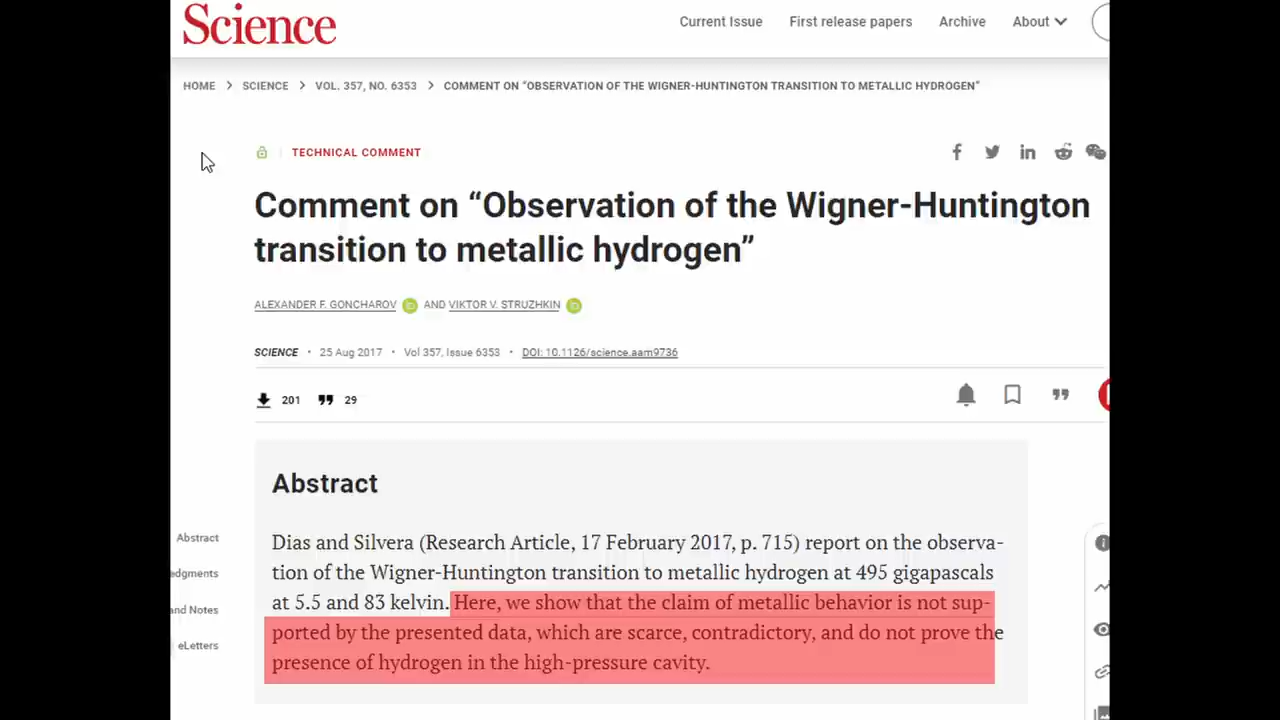 Science
Current Issue First release papers Archive About
HOME > SCIENCE > VOL. 357, NO. 6353 > COMMENT ON “OBSERVATION OF THE WIGNER-HUNTINGTON TRANSITION TO METALLIC HYDROGEN”
TECHNICAL COMMENT
Comment on “Observation of the Wigner-Huntington
transition to metallic hydrogen”
ALEXANDER F. GONCHAROV AND VIKTOR V. STRUZHKIN
SCIENCE • 25 Aug 2017 • Vol 357, Issue 6353 • DOI: 10.1126/science.aam9736
201 29
Abstract
Dias and Silvera (Research Article, 17 February 2017, p. 715) report on the observa-
tion of the Wigner-Huntington transition to metallic hydrogen at 495 gigapascals
at 5.5 and 83 kelvin. Here, we show that the claim of metallic behavior is not sup-
ported by the presented data, which are scarce, contradictory, and do not prove the
presence of hydrogen in the high-pressure cavity.
Abstract
edgments
and Notes
eLetters